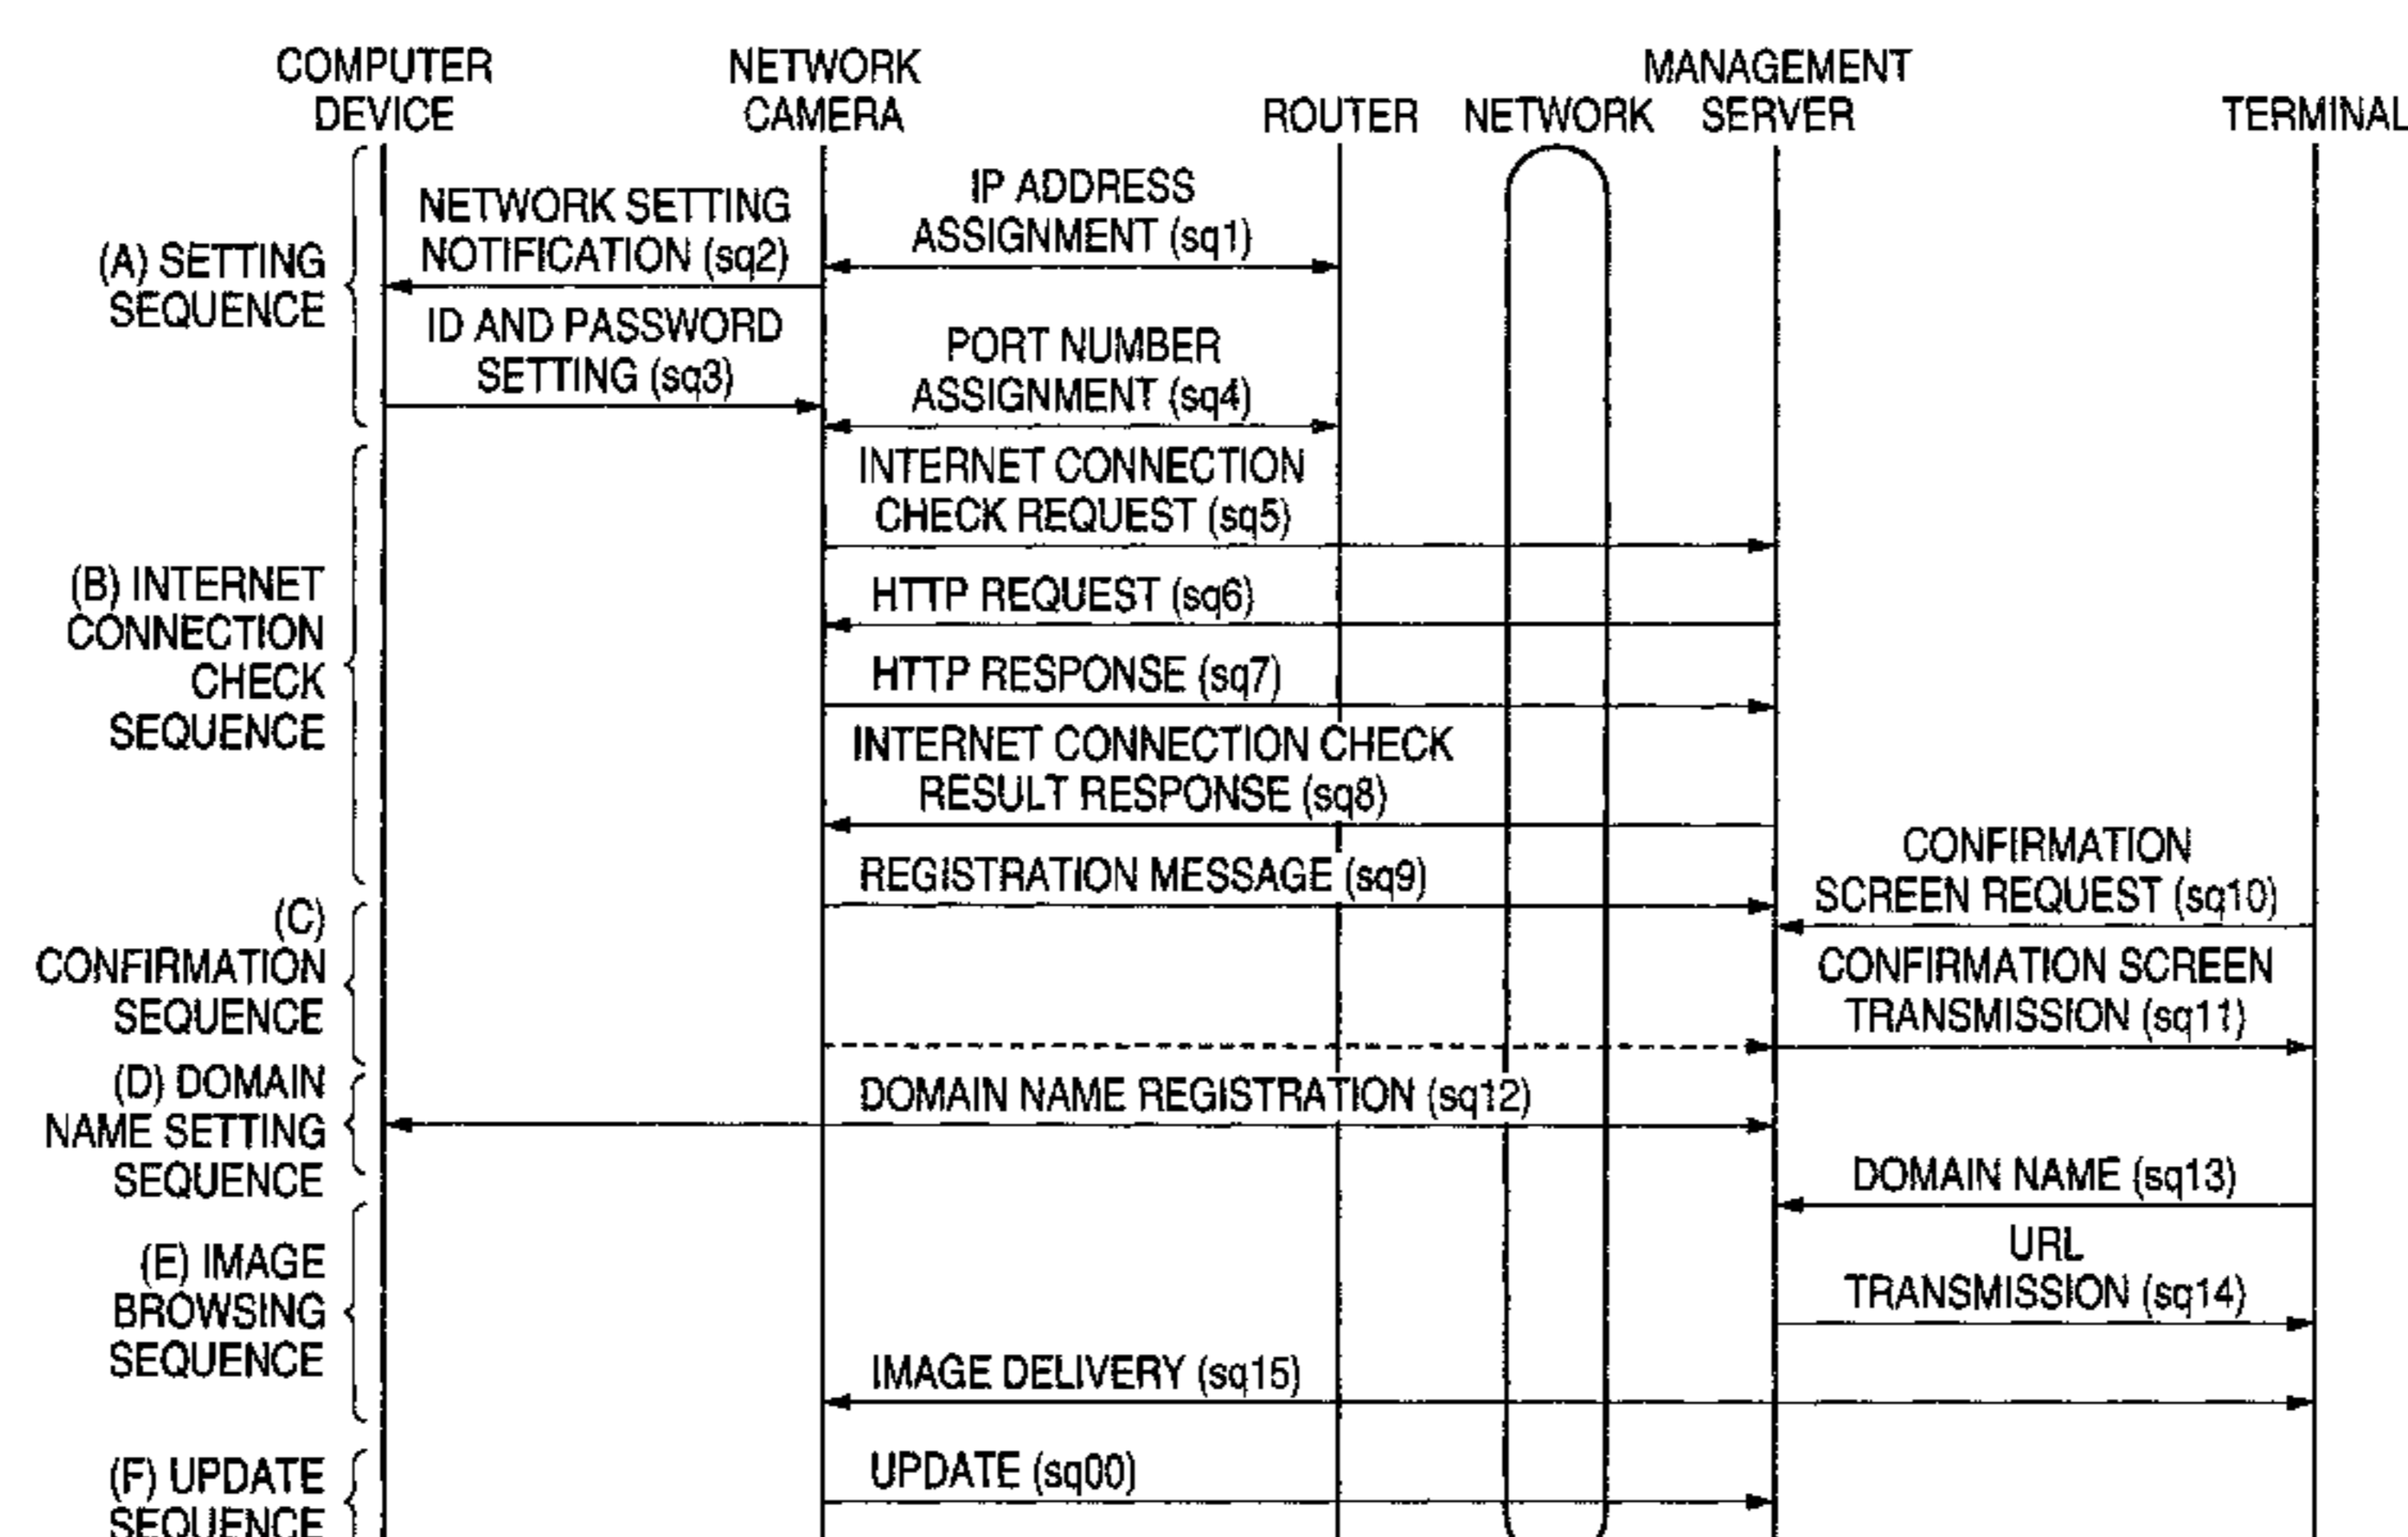 COMPUTER
DEVICE
NETWORK
CAMERA
ROUTER
NETWORK
MANAGEMENT
SERVER
TERMINAL
(A) SETTING
SEQUENCE
NETWORK SETTING
NOTIFICATION (sq2)
IP ADDRESS
ASSIGNMENT (sq1)
ID AND PASSWORD
SETTING (sq3)
PORT NUMBER
ASSIGNMENT (sq4)
(B) INTERNET
CONNECTION
CHECK
SEQUENCE
INTERNET CONNECTION
CHECK REQUEST (sq5)
HTTP REQUEST (sq6)
HTTP RESPONSE (sq7)
INTERNET CONNECTION CHECK
RESULT RESPONSE (sq8)
REGISTRATION MESSAGE (sq9)
CONFIRMATION
SCREEN REQUEST (sq10)
(C)
CONFIRMATION
SEQUENCE
CONFIRMATION SCREEN
TRANSMISSION (sq11)
(D) DOMAIN
NAME SETTING
SEQUENCE
DOMAIN NAME REGISTRATION (sq12)
DOMAIN NAME (sq13)
(E) IMAGE
BROWSING
SEQUENCE
URL
TRANSMISSION (sq14)
IMAGE DELIVERY (sq15)
(F) UPDATE
SEQUENCE
UPDATE (sq00)